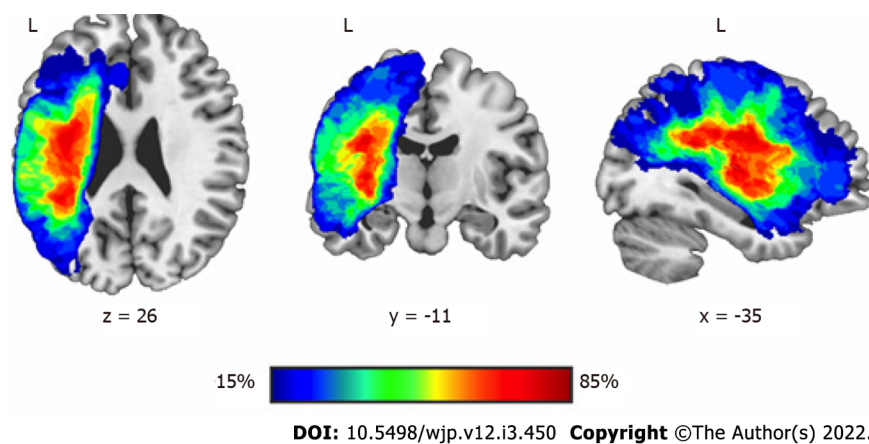 L L L
z = 26 y = -11 x = -35
15% 85%
DOI: 10.5498/wjp.v12.i3.450 Copyright ©The Author(s) 2022.